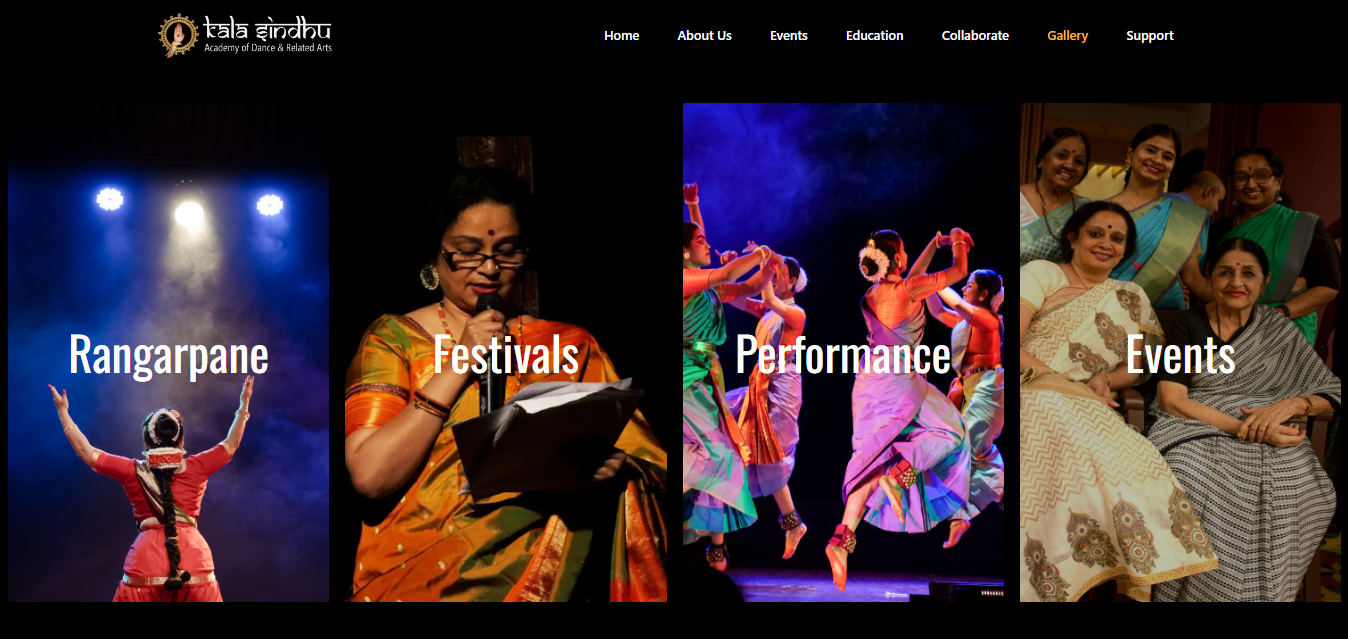 kala sindhu
Academy of Dance & Related Arts
Home About Us Events Education Collaborate Gallery Support
Rangarpane Festivals Performance Events